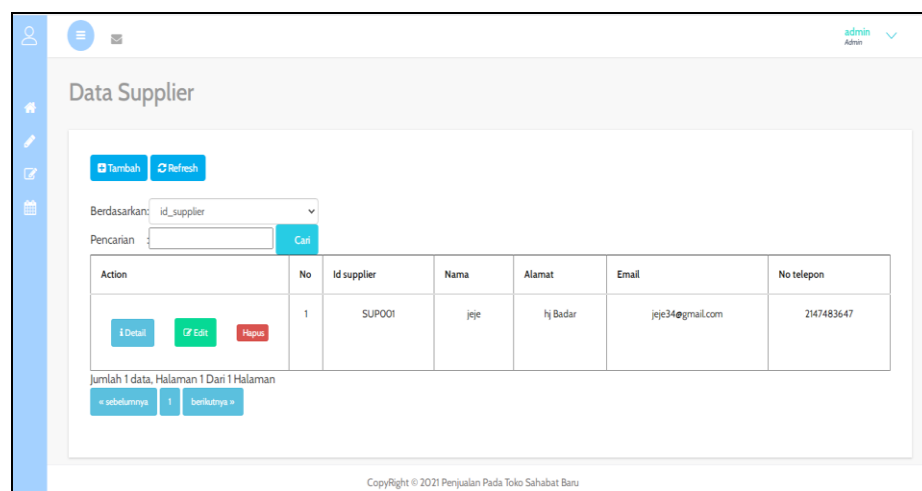 admin
Admin
Data Supplier
Tambah Refresh
Berdasarkan: id_supplier
Pencarian : Cari
Action No Id supplier Nama Alamat Email No telepon
Detail Edit Hapus 1 SUP001 jeje hj Badar jeje34@gmail.com 2147483647
Jumlah 1 data, Halaman 1 Dari 1 Halaman
« sebelumnya 1 berikutnya »
CopyRight © 2021 Penjualan Pada Toko Sahabat Baru